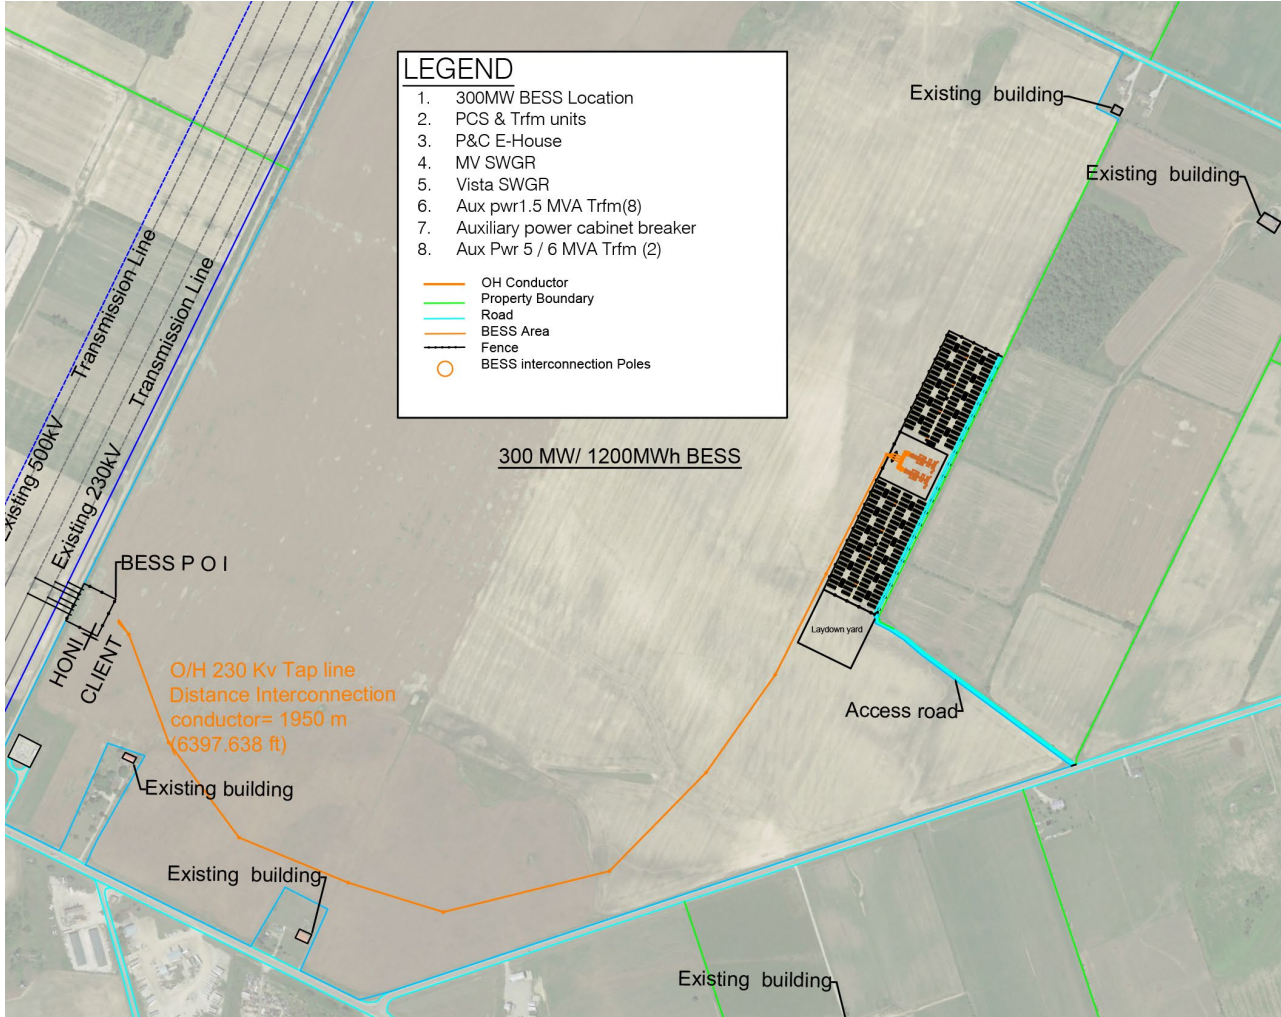 LEGEND
1. 300MW BESS Location
2. PCS & Trfm units
3. P&C E-House
4. MV SWGR
5. Vista SWGR
6. Aux pwr1.5 MVA Trfm(8)
7. Auxiliary power cabinet breaker
8. Aux Pwr 5 / 6 MVA Trfm (2)
OH Conductor
Property Boundary
Road
BESS Area
Fence
BESS interconnection Poles
Existing building
Existing building
300 MW/ 1200MWh BESS
Existing 500kV Transmission Line
Existing 230kV Transmission Line
BESS P O I
HONI
CLIENT
O/H 230 Kv Tap line
Distance Interconnection
conductor= 1950 m
(6397.638 ft)
Laydown yard
Access road
Existing building
Existing building
Existing building